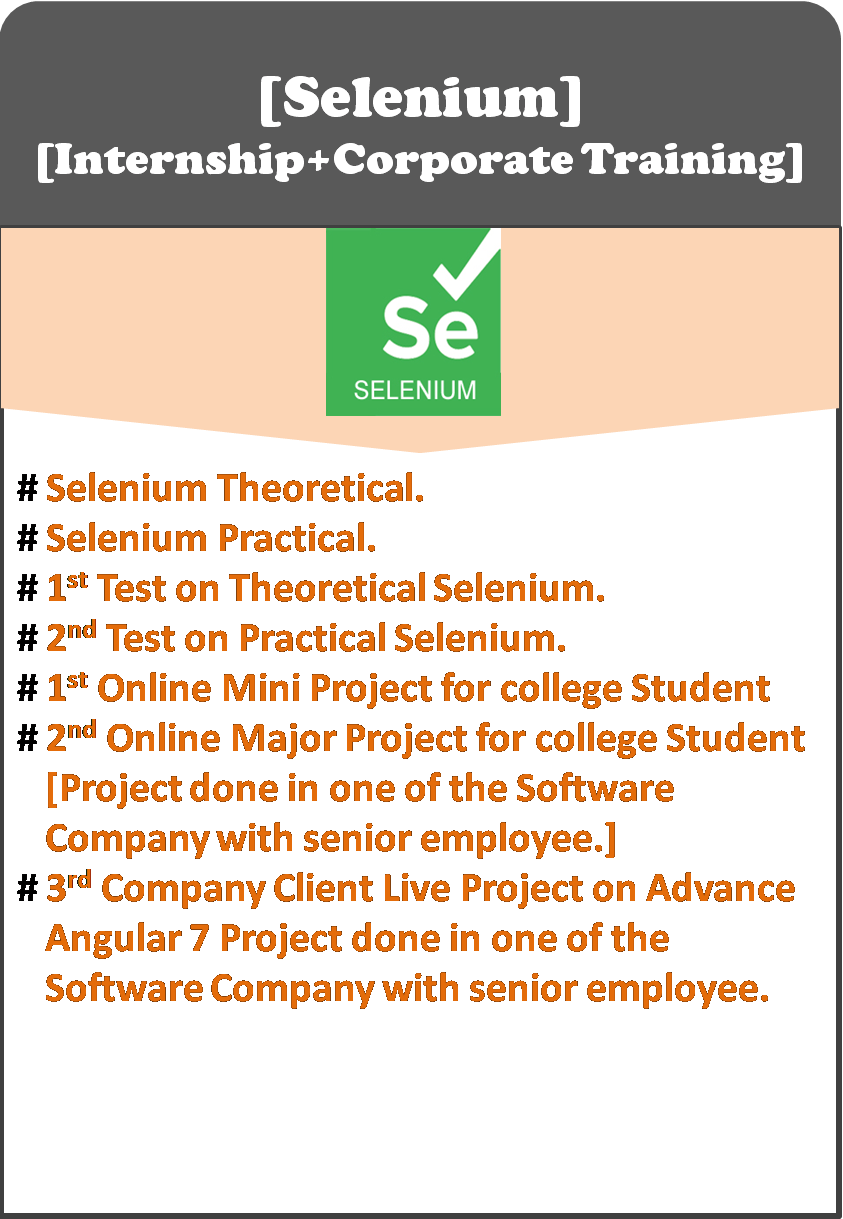 [Selenium]
[Internship+Corporate Training]
Se
SELENIUM
# Selenium Theoretical.
# Selenium Practical.
# 1st Test on Theoretical Selenium.
# 2nd Test on Practical Selenium.
# 1st Online Mini Project for college Student
# 2nd Online Major Project for college Student
[Project done in one of the Software
Company with senior employee.]
# 3rd Company Client Live Project on Advance
Angular 7 Project done in one of the
Software Company with senior employee.